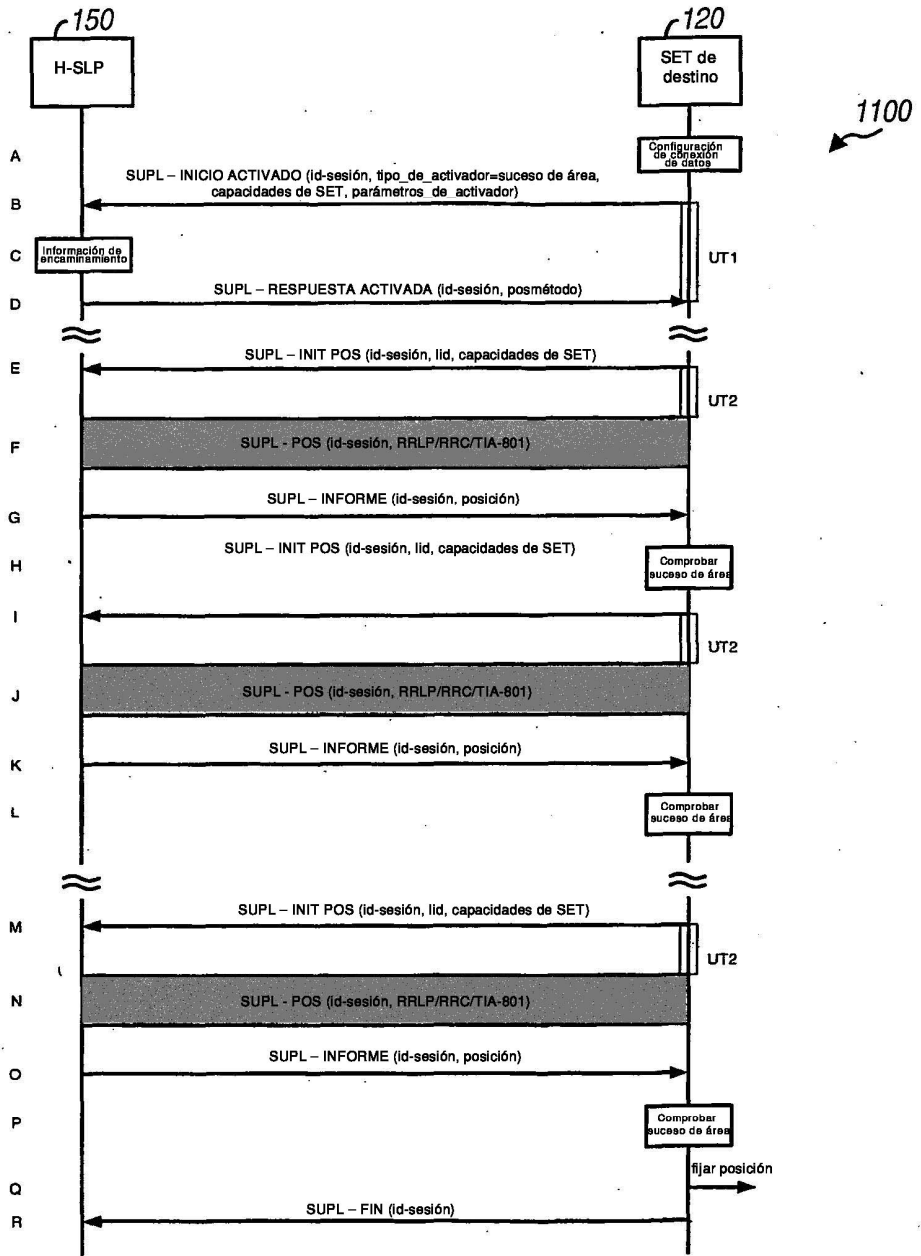 150
120
H-SLP
SET de
destino
1100
A
Configuración
de conexión
de datos
SUPL – INICIO ACTIVADO (id-sesión, tipo_de_activador=suceso de área,
capacidades de SET, parámetros_de_activador)
B
C
Información de
encaminamiento
UT1
SUPL – RESPUESTA ACTIVADA (id-sesión, posmétodo)
D
SUPL – INIT POS (id-sesión, lid, capacidades de SET)
E
UT2
F
SUPL - POS (id-sesión, RRLP/RRC/TIA-801)
SUPL – INFORME (id-sesión, posición)
G
SUPL – INIT POS (id-sesión, lid, capacidades de SET)
H
Comprobar
suceso de área
I
UT2
J
SUPL - POS (id-sesión, RRLP/RRC/TIA-801)
SUPL – INFORME (id-sesión, posición)
K
L
Comprobar
suceso de área
SUPL – INIT POS (id-sesión, lid, capacidades de SET)
M
UT2
N
SUPL - POS (id-sesión, RRLP/RRC/TIA-801)
SUPL – INFORME (id-sesión, posición)
O
P
Comprobar
suceso de área
fijar posición
Q
SUPL – FIN (id-sesión)
R